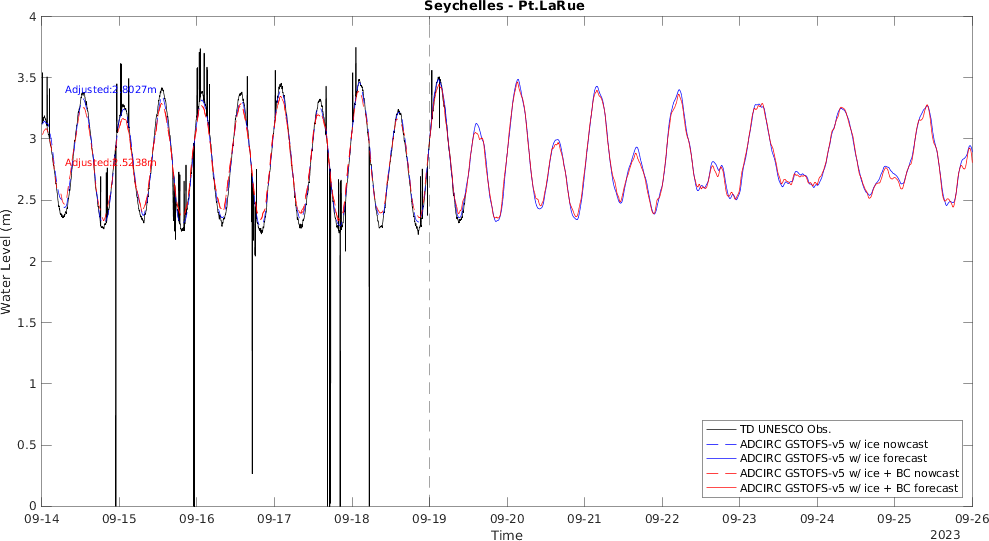 Seychelles - Pt.LaRue
Water Level (m)
4
3.5
3
2.5
2
1.5
1
0.5
0
Adjusted:2.8027m
Adjusted:2.5238m
TD UNESCO Obs.
ADCIRC GSTOFS-v5 w/ ice nowcast
ADCIRC GSTOFS-v5 w/ ice forecast
ADCIRC GSTOFS-v5 w/ ice + BC nowcast
ADCIRC GSTOFS-v5 w/ ice + BC forecast
09-14 09-15 09-16 09-17 09-18 09-19 09-20 09-21 09-22 09-23 09-24 09-25 09-26
Time
2023